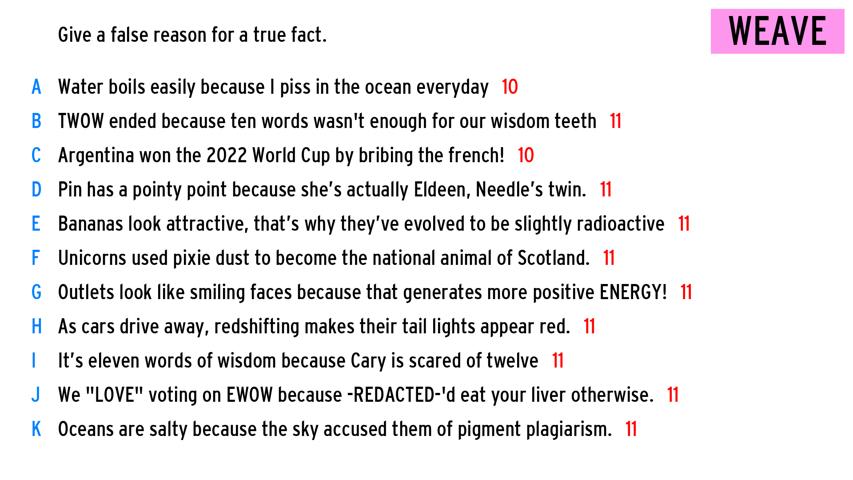 Give a false reason for a true fact.
WEAVE
A Water boils easily because I piss in the ocean everyday 10
B TWOW ended because ten words wasn't enough for our wisdom teeth 11
C Argentina won the 2022 World Cup by bribing the french! 10
D Pin has a pointy point because she's actually Eldeen, Needle's twin. 11
E Bananas look attractive, that's why they've evolved to be slightly radioactive 11
F Unicorns used pixie dust to become the national animal of Scotland. 11
G Outlets look like smiling faces because that generates more positive ENERGY! 11
H As cars drive away, redshifting makes their tail lights appear red. 11
I It's eleven words of wisdom because Cary is scared of twelve 11
J We "LOVE" voting on EWOW because -REDACTED-'d eat your liver otherwise. 11
K Oceans are salty because the sky accused them of pigment plagiarism. 11